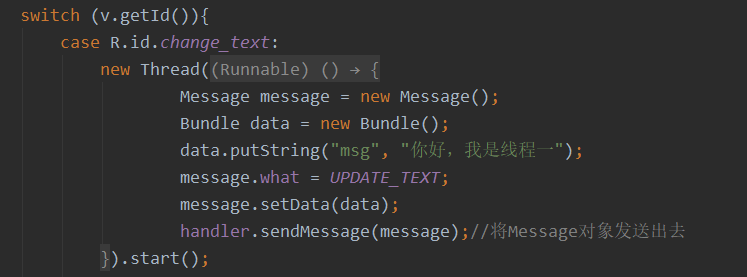 switch (v.getId()){
case R.id.change_text:
new Thread((Runnable) () → {
Message message = new Message();
Bundle data = new Bundle();
data.putString("msg", "你好，我是线程一");
message.what = UPDATE_TEXT;
message.setData(data);
handler.sendMessage(message);//将Message对象发送出去
}).start();